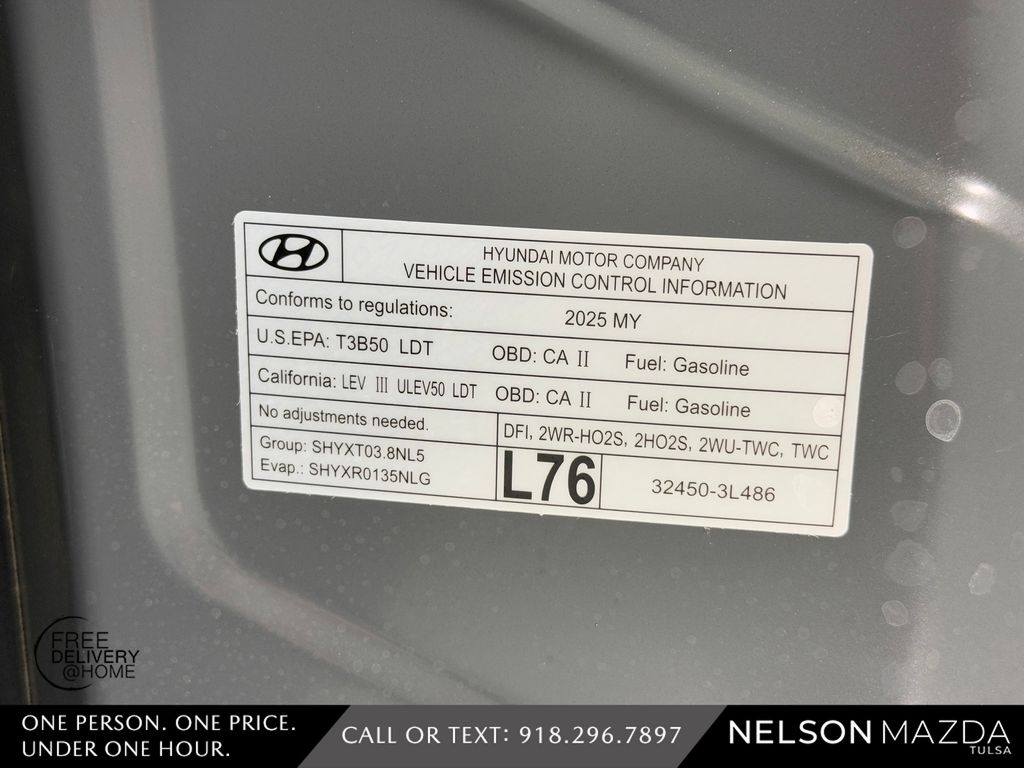 HYUNDAI MOTOR COMPANY
VEHICLE EMISSION CONTROL INFORMATION
Conforms to regulations: 2025 MY
U.S.EPA: T3B50 LDT OBD: CA II Fuel: Gasoline
California: LEV III ULEV50 LDT OBD: CA II Fuel: Gasoline
No adjustments needed.
DFI, 2WR-HO2S, 2HO2S, 2WU-TWC, TWC
Group: SHYXT03.8NL5
Evap.: SHYXR0135NLG
L76
32450-3L486
FREE
DELIVERY
@HOME
ONE PERSON. ONE PRICE.
UNDER ONE HOUR.
CALL OR TEXT: 918.296.7897
NELSON MAZDA
TULSA